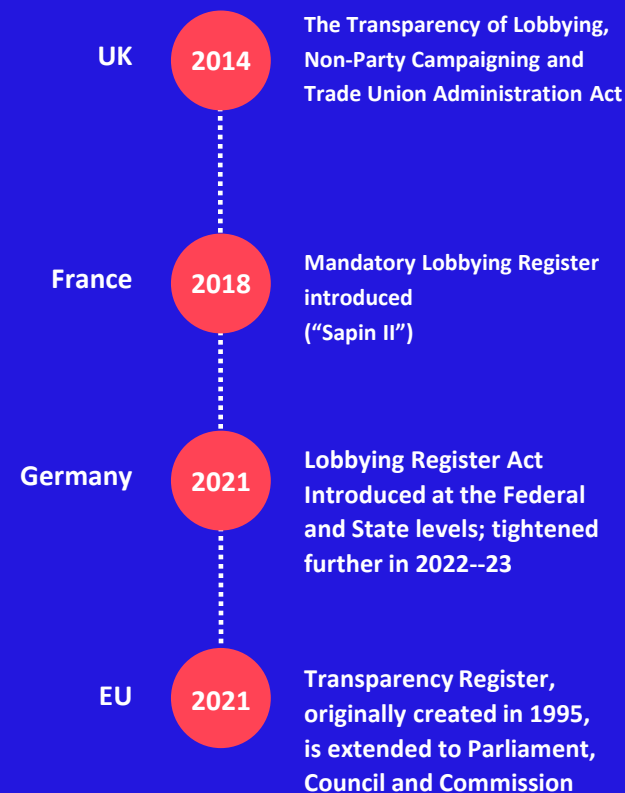 UK
2014
The Transparency of Lobbying,
Non-Party Campaigning and
Trade Union Administration Act
France
2018
Mandatory Lobbying Register
introduced
(“Sapin II”)
Germany
2021
Lobbying Register Act
Introduced at the Federal
and State levels; tightened
further in 2022--23
EU
2021
Transparency Register,
originally created in 1995,
is extended to Parliament,
Council and Commission